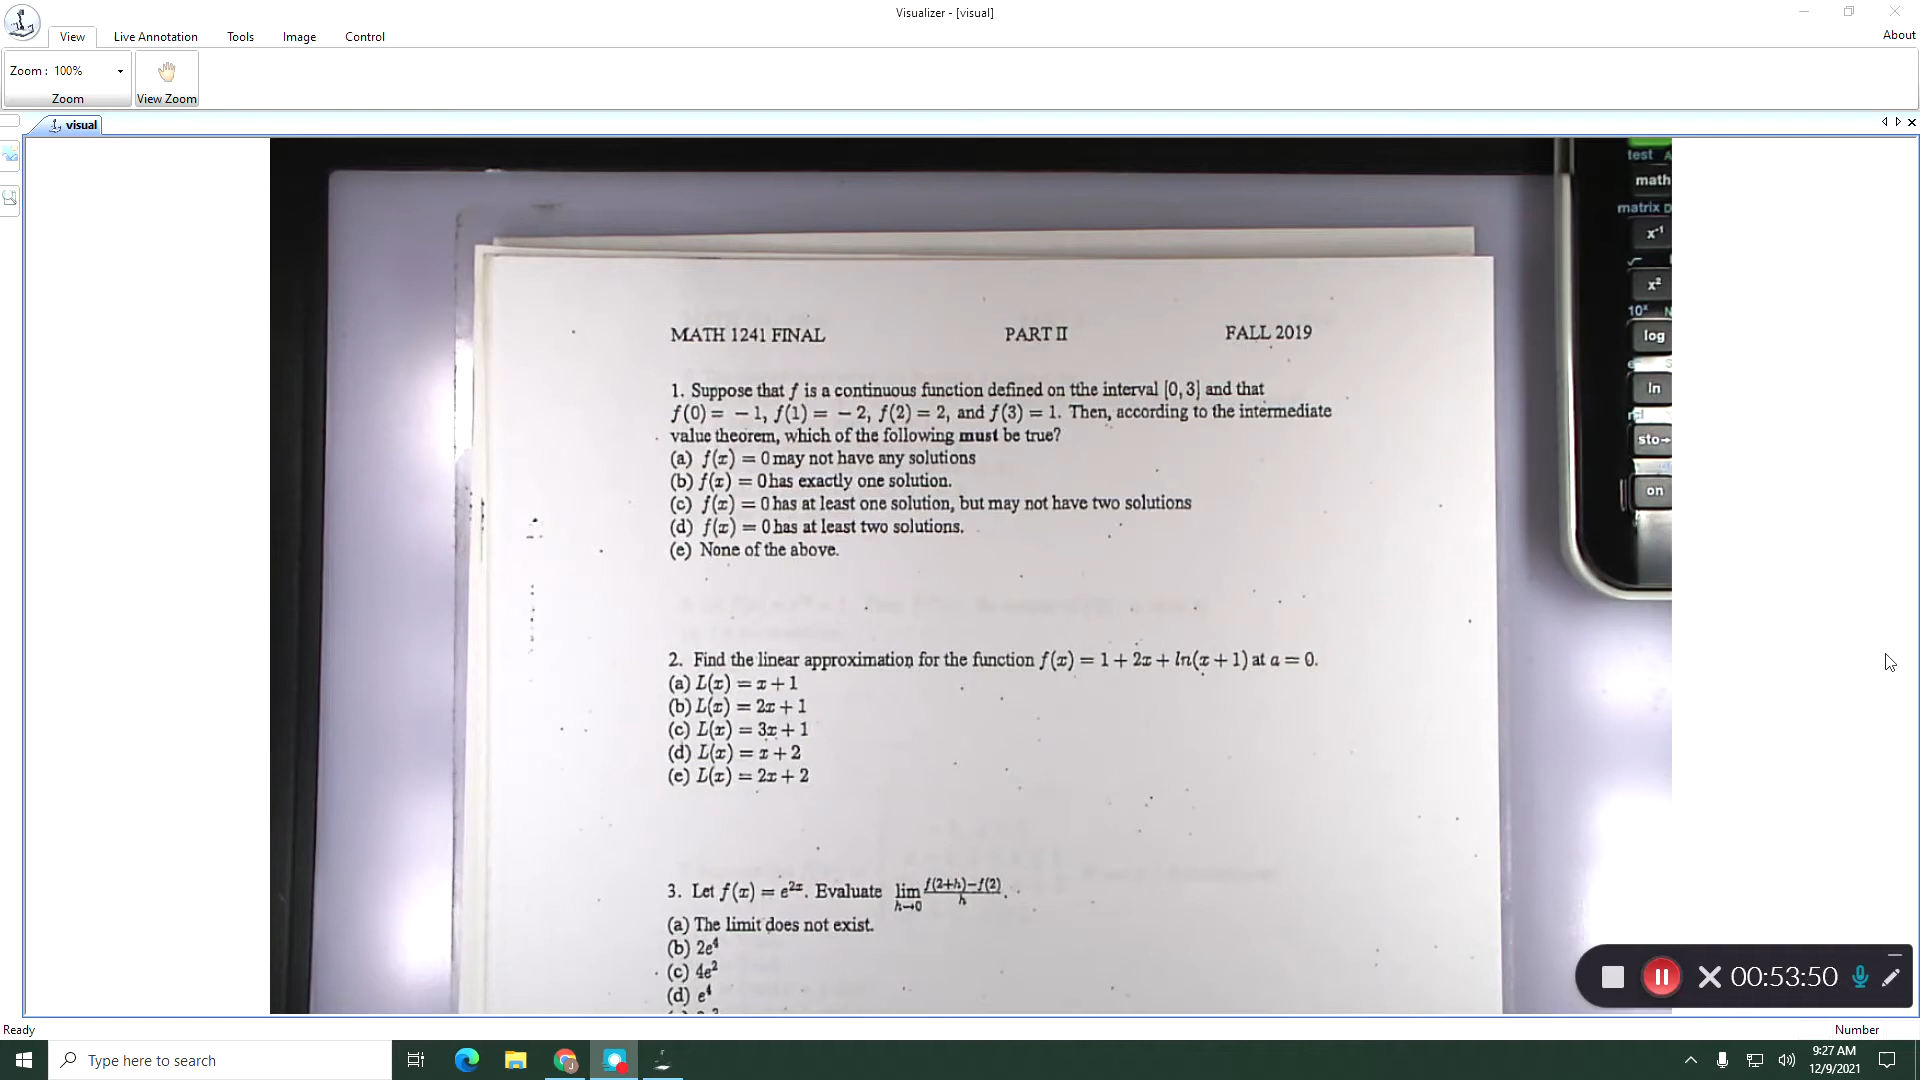 Visualizer - [visual]
View Live Annotation Tools Image Control About
Zoom : 100%
Zoom View Zoom
visual
test A
math
matrix D
x⁻¹
√
x²
10ˣ N
log
ln
sto→
on
MATH 1241 FINAL PART II FALL 2019
1. Suppose that f is a continuous function defined on tthe interval [0, 3] and that
f(0) = −1, f(1) = −2, f(2) = 2, and f(3) = 1. Then, according to the intermediate
value theorem, which of the following must be true?
(a) f(x) = 0 may not have any solutions
(b) f(x) = 0 has exactly one solution.
(c) f(x) = 0 has at least one solution, but may not have two solutions
(d) f(x) = 0 has at least two solutions.
(e) None of the above.
2. Find the linear approximation for the function f(x) = 1 + 2x + ln(x + 1) at a = 0.
(a) L(x) = x + 1
(b) L(x) = 2x + 1
(c) L(x) = 3x + 1
(d) L(x) = x + 2
(e) L(x) = 2x + 2
3. Let f(x) = e²ˣ. Evaluate lim h→0 f(2+h)−f(2) / h.
(a) The limit does not exist.
(b) 2e⁴
(c) 4e²
(d) e⁴
00:53:50
Ready Number
Type here to search
9:27 AM
12/9/2021